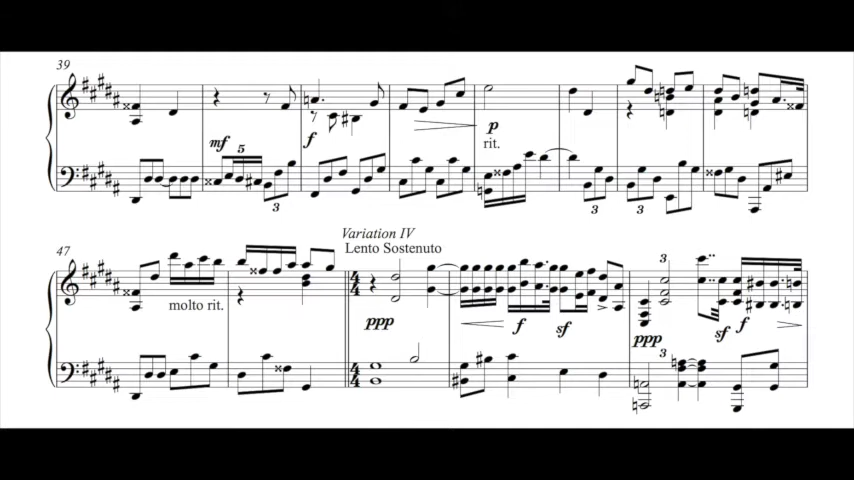 39
mf
5
3
f
p
rit.
3
3
47
molto rit.
Variation IV
Lento Sostenuto
ppp
f
sf
3
ppp
sf
f
3